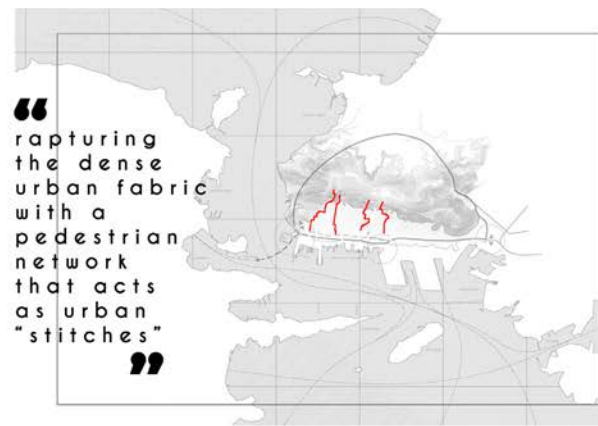 “
rapturing
the dense
urban fabric
with a
pedestrian
network
that acts
as urban
“stitches”
”